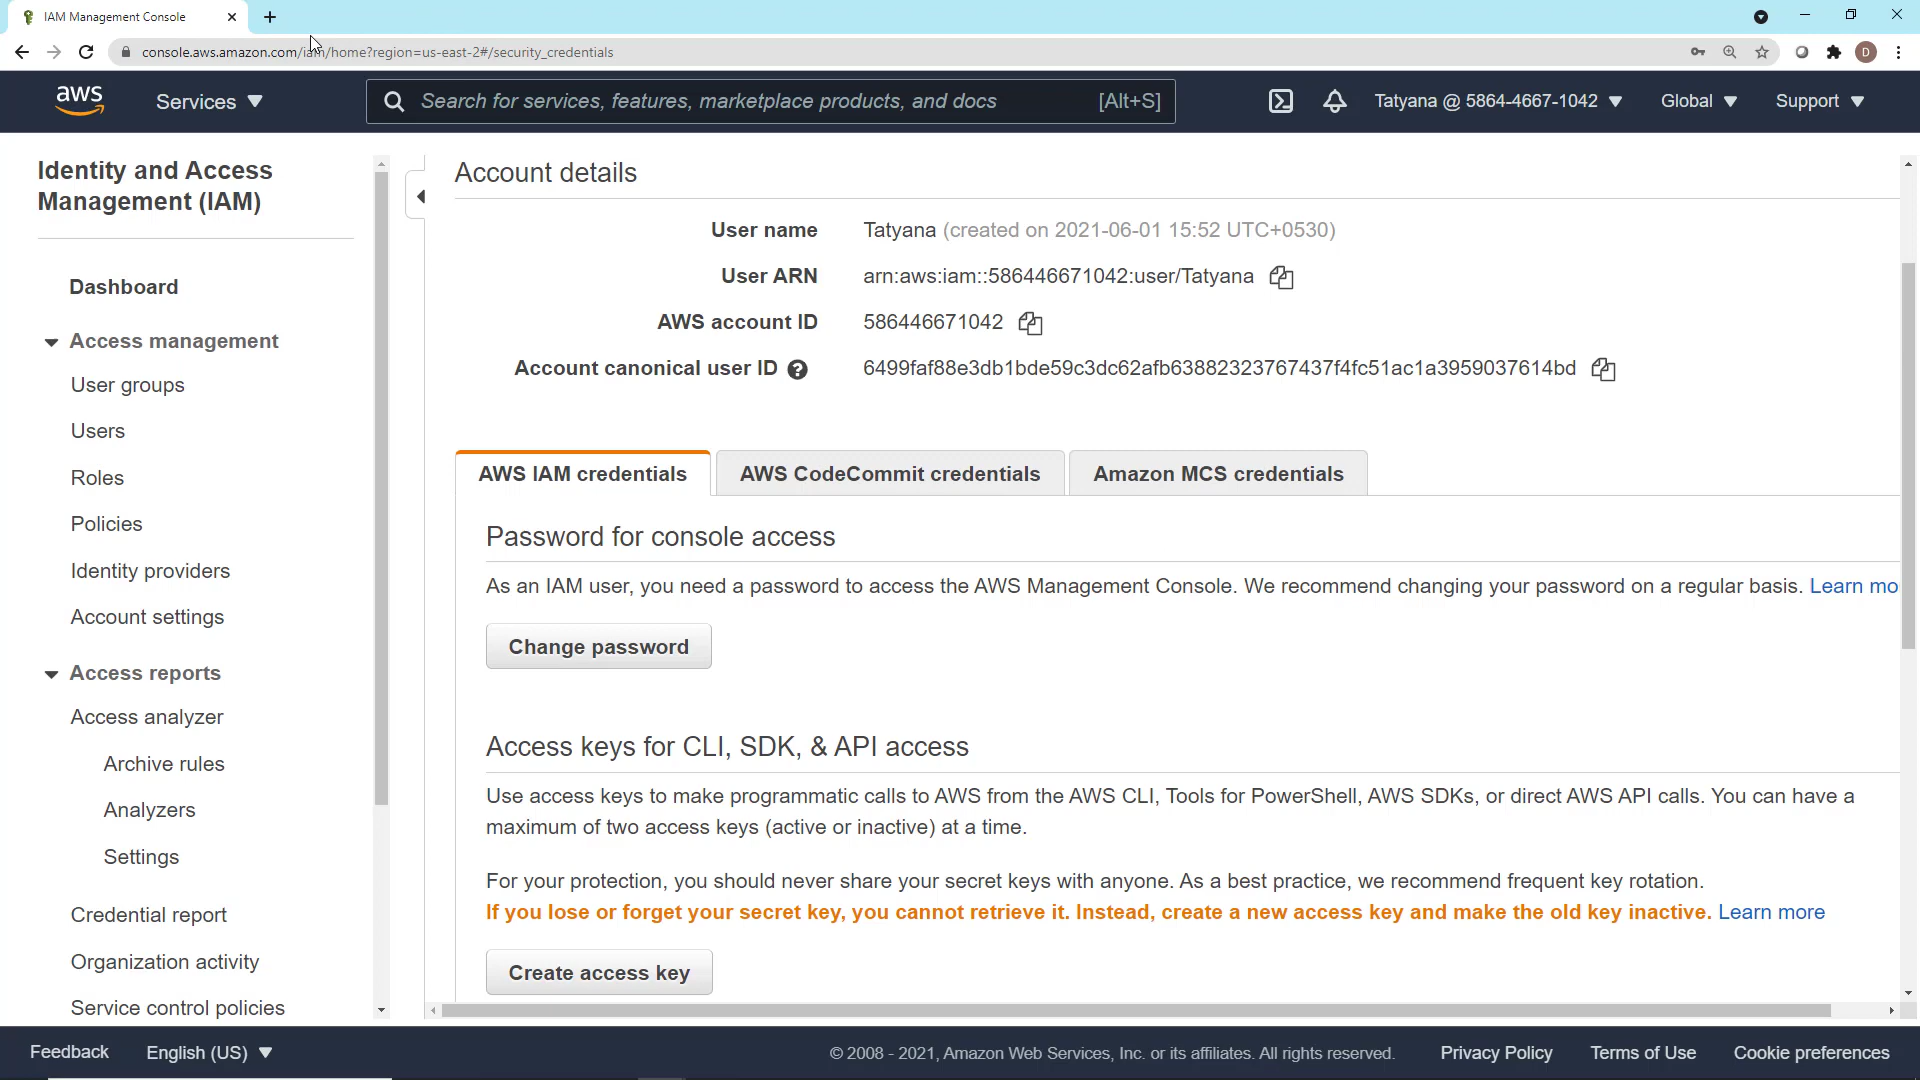 IAM Management Console
console.aws.amazon.com/iam/home?region=us-east-2#/security_credentials
D
aws
Services
Search for services, features, marketplace products, and docs [Alt+S]
Tatyana @ 5864-4667-1042
Global
Support
Identity and Access
Management (IAM)
Dashboard
Access management
User groups
Users
Roles
Policies
Identity providers
Account settings
Access reports
Access analyzer
Archive rules
Analyzers
Settings
Credential report
Organization activity
Service control policies
Account details
User name Tatyana (created on 2021-06-01 15:52 UTC+0530)
User ARN arn:aws:iam::586446671042:user/Tatyana
AWS account ID 586446671042
Account canonical user ID ? 6499faf88e3db1bde59c3dc62afb63882323767437f4fc51ac1a3959037614bd
AWS IAM credentials
AWS CodeCommit credentials
Amazon MCS credentials
Password for console access
As an IAM user, you need a password to access the AWS Management Console. We recommend changing your password on a regular basis. Learn mo
Change password
Access keys for CLI, SDK, & API access
Use access keys to make programmatic calls to AWS from the AWS CLI, Tools for PowerShell, AWS SDKs, or direct AWS API calls. You can have a
maximum of two access keys (active or inactive) at a time.
For your protection, you should never share your secret keys with anyone. As a best practice, we recommend frequent key rotation.
If you lose or forget your secret key, you cannot retrieve it. Instead, create a new access key and make the old key inactive. Learn more
Create access key
Feedback
English (US)
© 2008 - 2021, Amazon Web Services, Inc. or its affiliates. All rights reserved.
Privacy Policy
Terms of Use
Cookie preferences